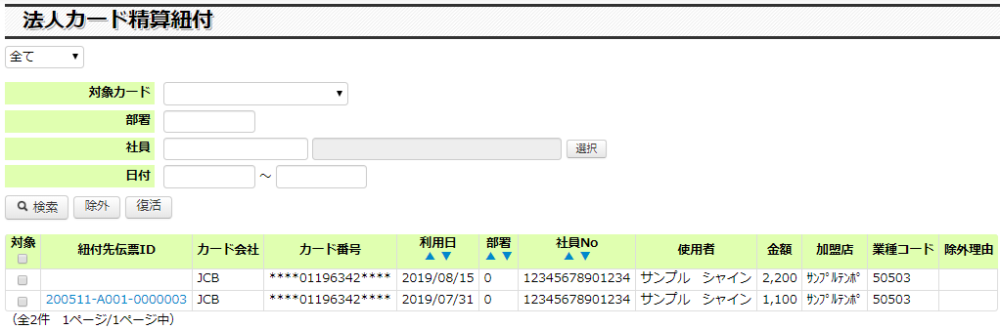 法人カード精算紐付
全て ▼
対象カード ▼
部署
社員 選択
日付 ～
検索 除外 復活
対象 紐付先伝票ID カード会社 カード番号 利用日 ▲ ▼ 部署 ▲ ▼ 社員No ▲ ▼ 使用者 金額 加盟店 業種コード 除外理由
JCB ****01196342**** 2019/08/15 0 12345678901234 サンプル　シャイン 2,200 ｻﾝﾌﾟﾙﾃﾝﾎﾟ 50503
200511-A001-0000003 JCB ****01196342**** 2019/07/31 0 12345678901234 サンプル　シャイン 1,100 ｻﾝﾌﾟﾙﾃﾝﾎﾟ 50503
（全2件　1ページ/1ページ中）